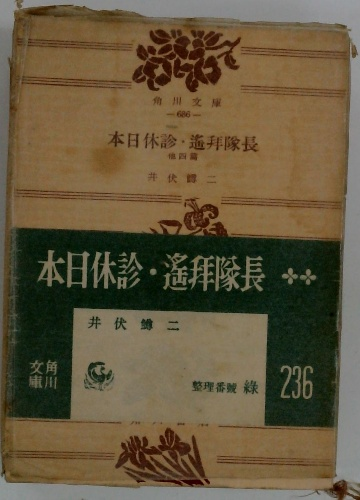 角川文庫
—686—
本日休診・遙拜隊長
他四篇
井伏鱒二
本日休診・遙拜隊長
井伏鱒二
角川文庫
整理番號 綠 236